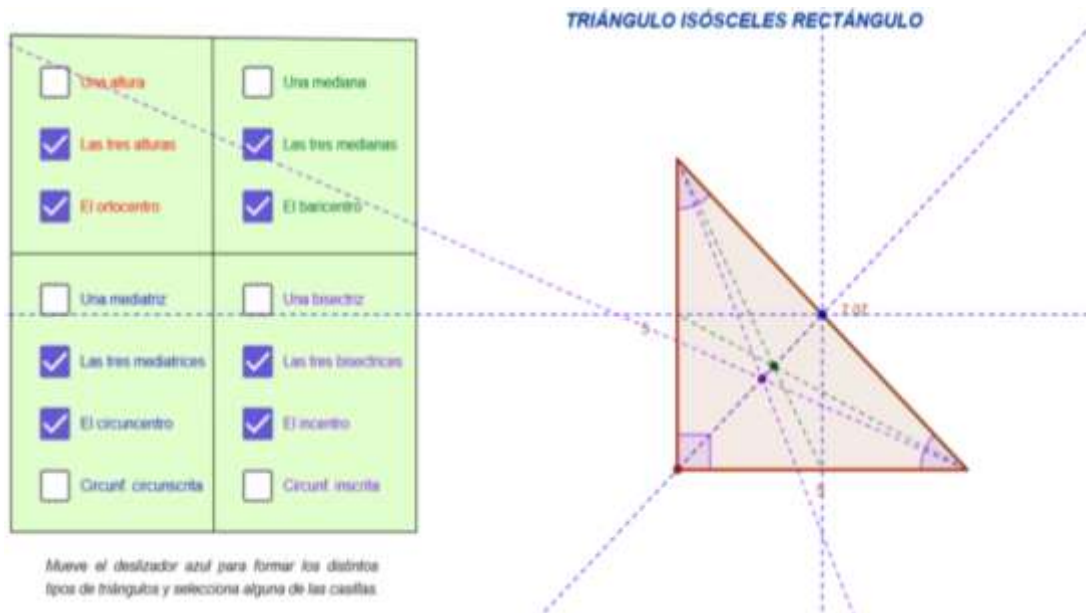 TRIÁNGULO ISÓSCELES RECTÁNGULO
Una altura
Una mediana
Las tres alturas
Las tres medianas
El ortocentro
El baricentro
Una mediatriz
Una bisectriz
Las tres mediatrices
Las tres bisectrices
El circuncentro
El incentro
Circunf. circunscrita
Circunf. inscrita
Mueve el deslizador azul para formar los distintos
tipos de triángulos y selecciona alguna de las casillas.